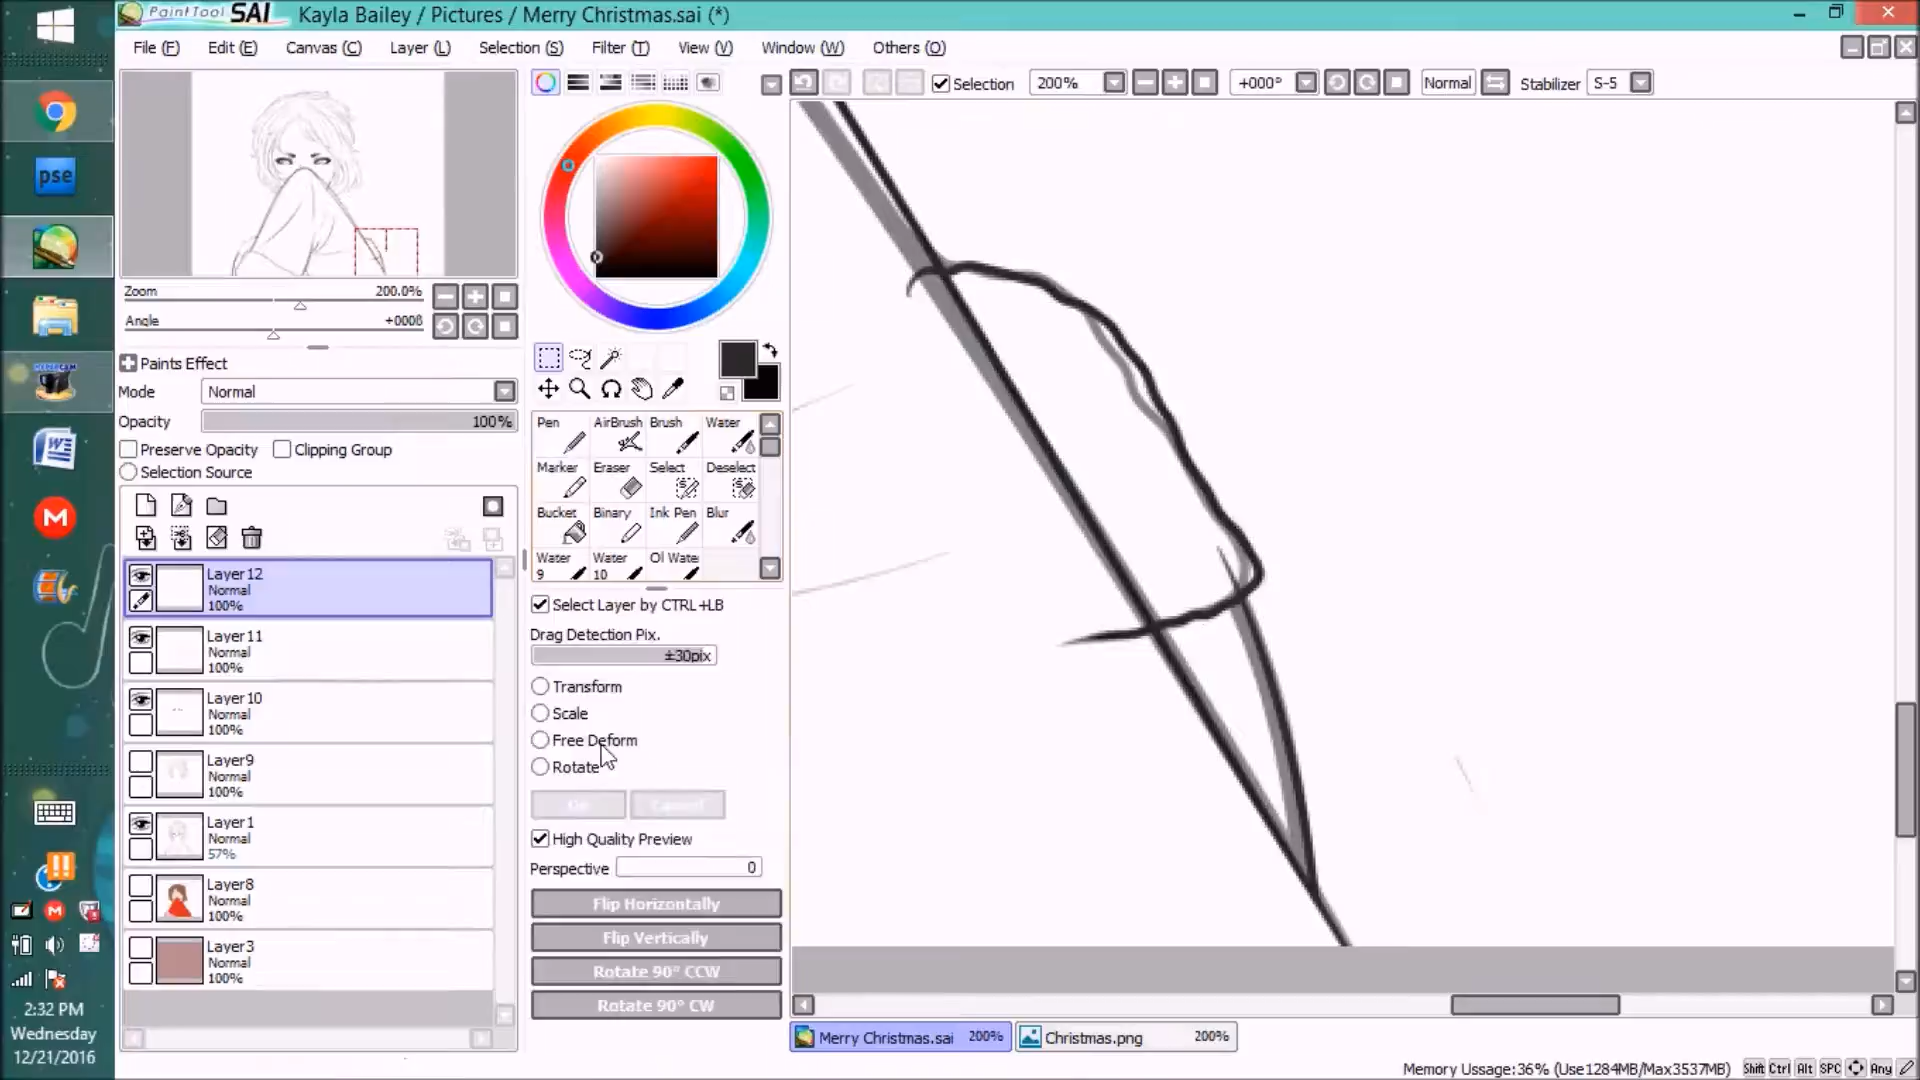 PaintTool SAI Kayla Bailey / Pictures / Merry Christmas.sai (*)
File (F) Edit (E) Canvas (C) Layer (L) Selection (S) Filter (T) View (V) Window (W) Others (O)
Selection 200% +000° Normal Stabilizer S-5
pse
Zoom 200.0%
Angle +000ß
Paints Effect
Mode Normal
Opacity 100%
Preserve Opacity Clipping Group
Selection Source
Layer12
Normal
100%
Layer11
Normal
100%
Layer10
Normal
100%
Layer9
Normal
100%
Layer1
Normal
57%
Layer8
Normal
100%
Layer3
Normal
100%
Pen AirBrush Brush Water
Marker Eraser Select Deselect
Bucket Binary Ink Pen Blur
Water Water Ol Wate
9 10
Select Layer by CTRL+LB
Drag Detection Pix.
±30pix
Transform
Scale
Free Deform
Rotate
Ok Cancel
High Quality Preview
Perspective 0
Flip Horizontally
Flip Vertically
Rotate 90° CCW
Rotate 90° CW
Merry Christmas.sai 200% Christmas.png 200%
Memory Ussage:36% (Use1284MB/Max3537MB) Shift Ctrl Alt SPC Any
2:32 PM
Wednesday
12/21/2016